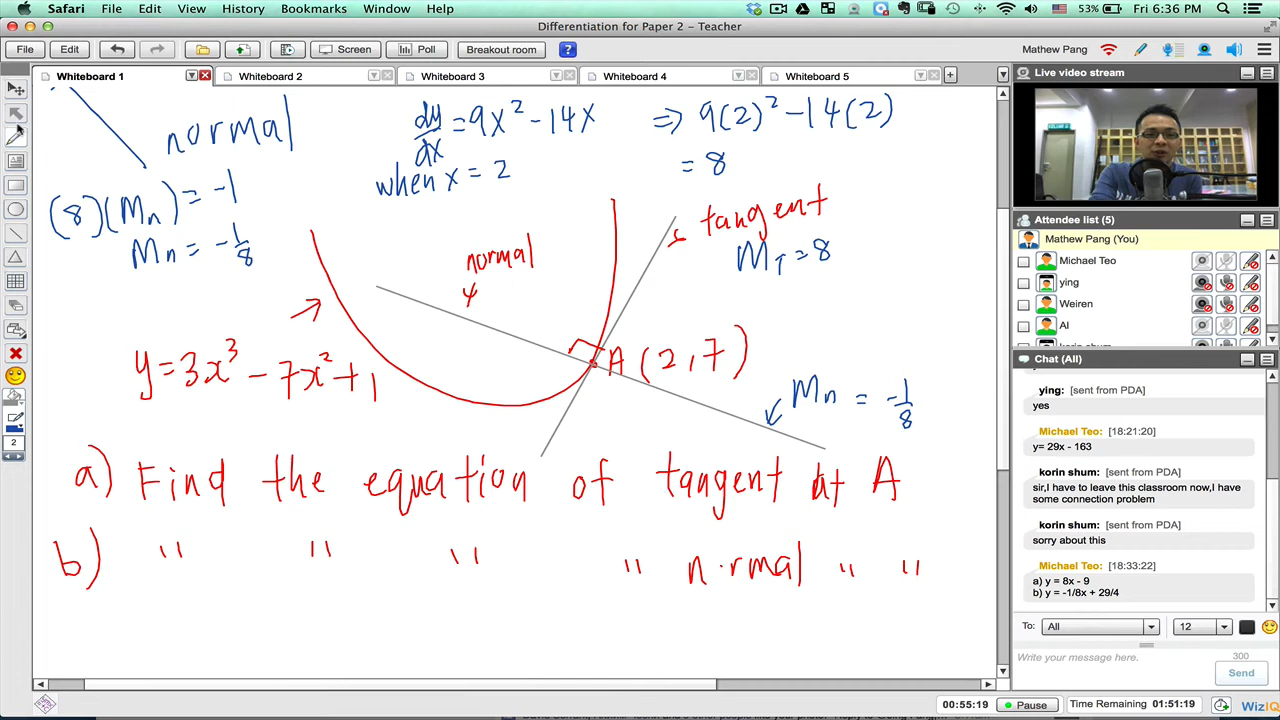 Safari File Edit View History Bookmarks Window Help 53% Fri 6:36 PM
Differentiation for Paper 2 - Teacher
File Edit Screen Poll Breakout room ? Mathew Pang
Whiteboard 1 Whiteboard 2 Whiteboard 3 Whiteboard 4 Whiteboard 5
normal
(8)(Mn) = -1
Mn = -1/8
dy/dx = 9x² - 14x ⇒ 9(2)² - 14(2)
when x = 2 = 8
tangent
M_T = 8
normal
y = 3x³ - 7x² + 1
A (2, 7)
Mn = -1/8
a) Find the equation of tangent at A
b) " " " " n.rmal " "
2
Live video stream
Attendee list (5)
Mathew Pang (You)
Michael Teo
ying
Weiren
Al
korin shum
Chat (All)
ying: [sent from PDA]
yes
Michael Teo: [18:21:20]
y= 29x - 163
korin shum: [sent from PDA]
sir,I have to leave this classroom now,I have
some connection problem
korin shum: [sent from PDA]
sorry about this
Michael Teo: [18:33:22]
a) y = 8x - 9
b) y = -1/8x + 29/4
To: All 12
Write your message here. 300
Send
00:55:19 Pause Time Remaining 01:51:19 WizIQ